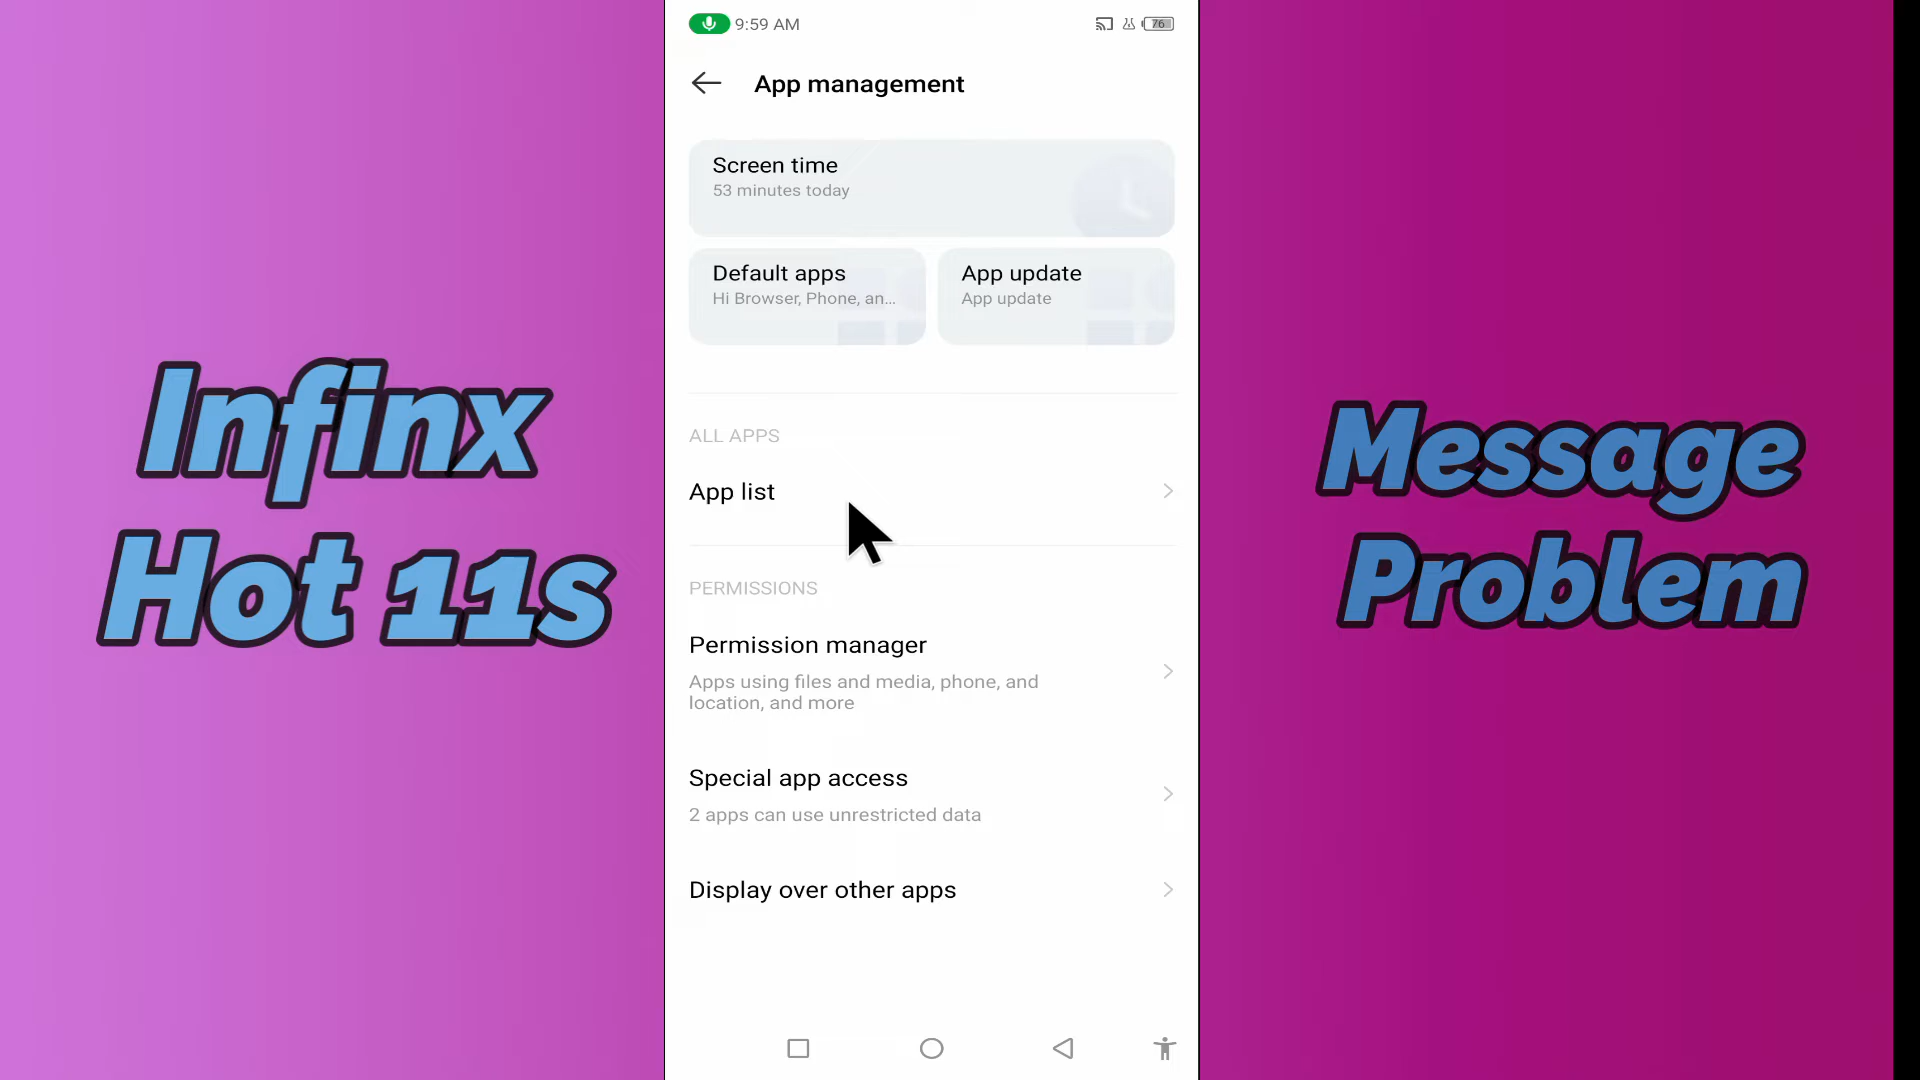 9:59 AM
76
App management
Screen time
53 minutes today
Default apps
Hi Browser, Phone, an...
App update
App update
ALL APPS
App list
PERMISSIONS
Permission manager
Apps using files and media, phone, and
location, and more
Special app access
2 apps can use unrestricted data
Display over other apps
Infinx
Hot 11s
Message
Problem